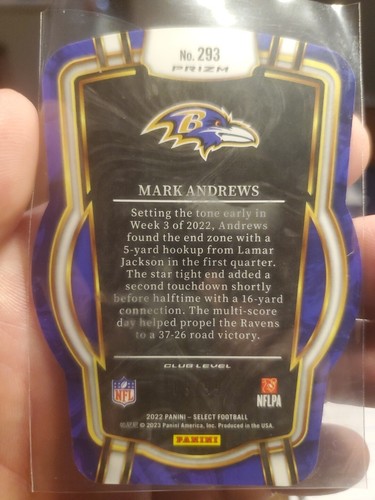 No. 293
PRIZM
B
MARK ANDREWS
Setting the tone early in
Week 3 of 2022, Andrews
found the end zone with a
5-yard hookup from Lamar
Jackson in the first quarter.
The star tight end added a
second touchdown shortly
before halftime with a 16-yard
connection. The multi-score
day helped propel the Ravens
to a 37-26 road victory.
CLUB LEVEL
NFL
NFLPA
2022 PANINI - SELECT FOOTBALL
© 2023 Panini America, Inc. Produced in the USA.
PANINI